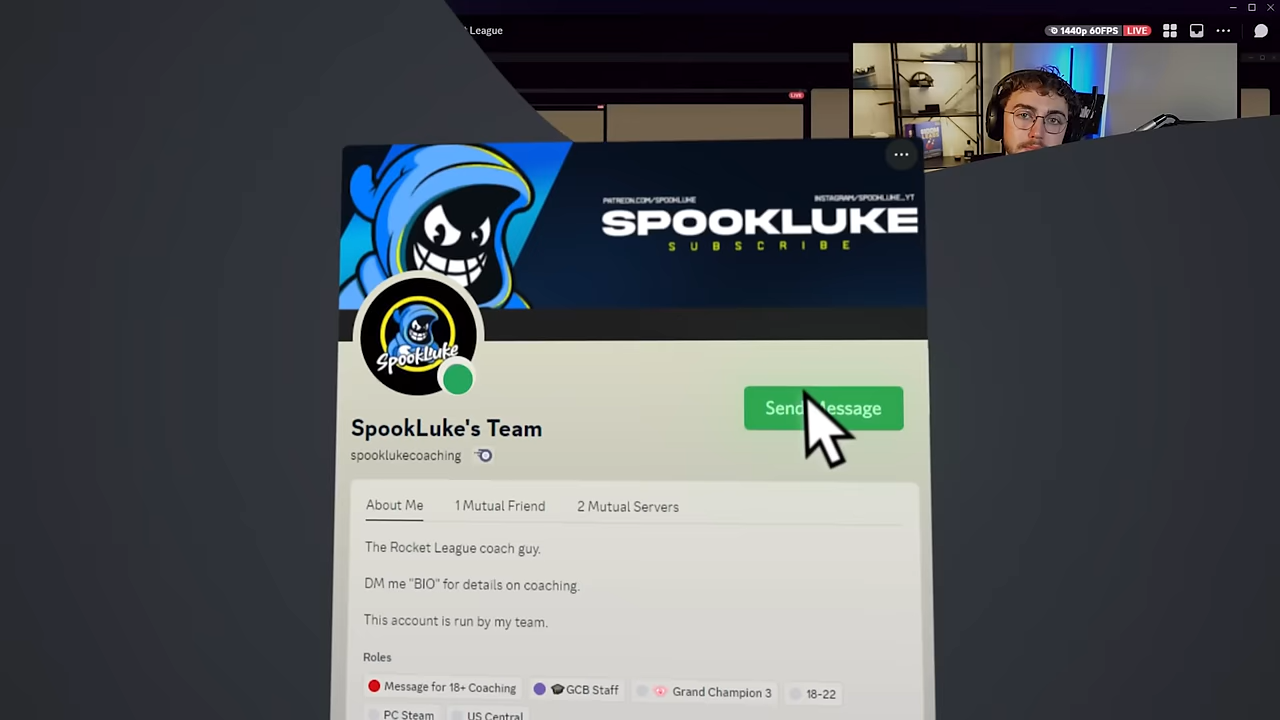 League
1440p 60FPS LIVE
LIVE
PATREON.COM/SPOOKLUKE
INSTAGRAM/SPOOKLUKE_YT
SPOOKLUKE
SUBSCRIBE
SpookLuke
Send Message
SpookLuke's Team
spooklukecoaching
About Me 1 Mutual Friend 2 Mutual Servers
The Rocket League coach guy.
DM me "BIO" for details on coaching.
This account is run by my team.
Roles
Message for 18+ Coaching GCB Staff Grand Champion 3 18-22
PC Steam US Central